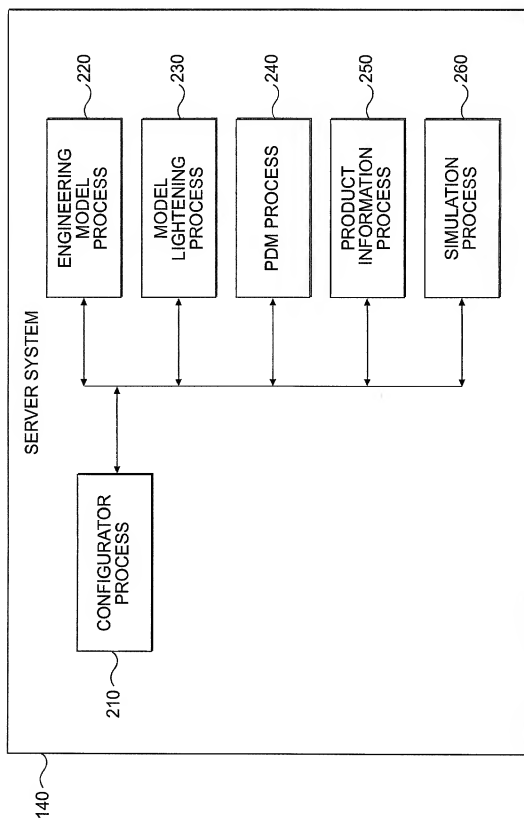 140
SERVER SYSTEM
210
CONFIGURATOR
PROCESS
ENGINEERING
MODEL
PROCESS
220
MODEL
LIGHTENING
PROCESS
230
PDM PROCESS
240
PRODUCT
INFORMATION
PROCESS
250
SIMULATION
PROCESS
260